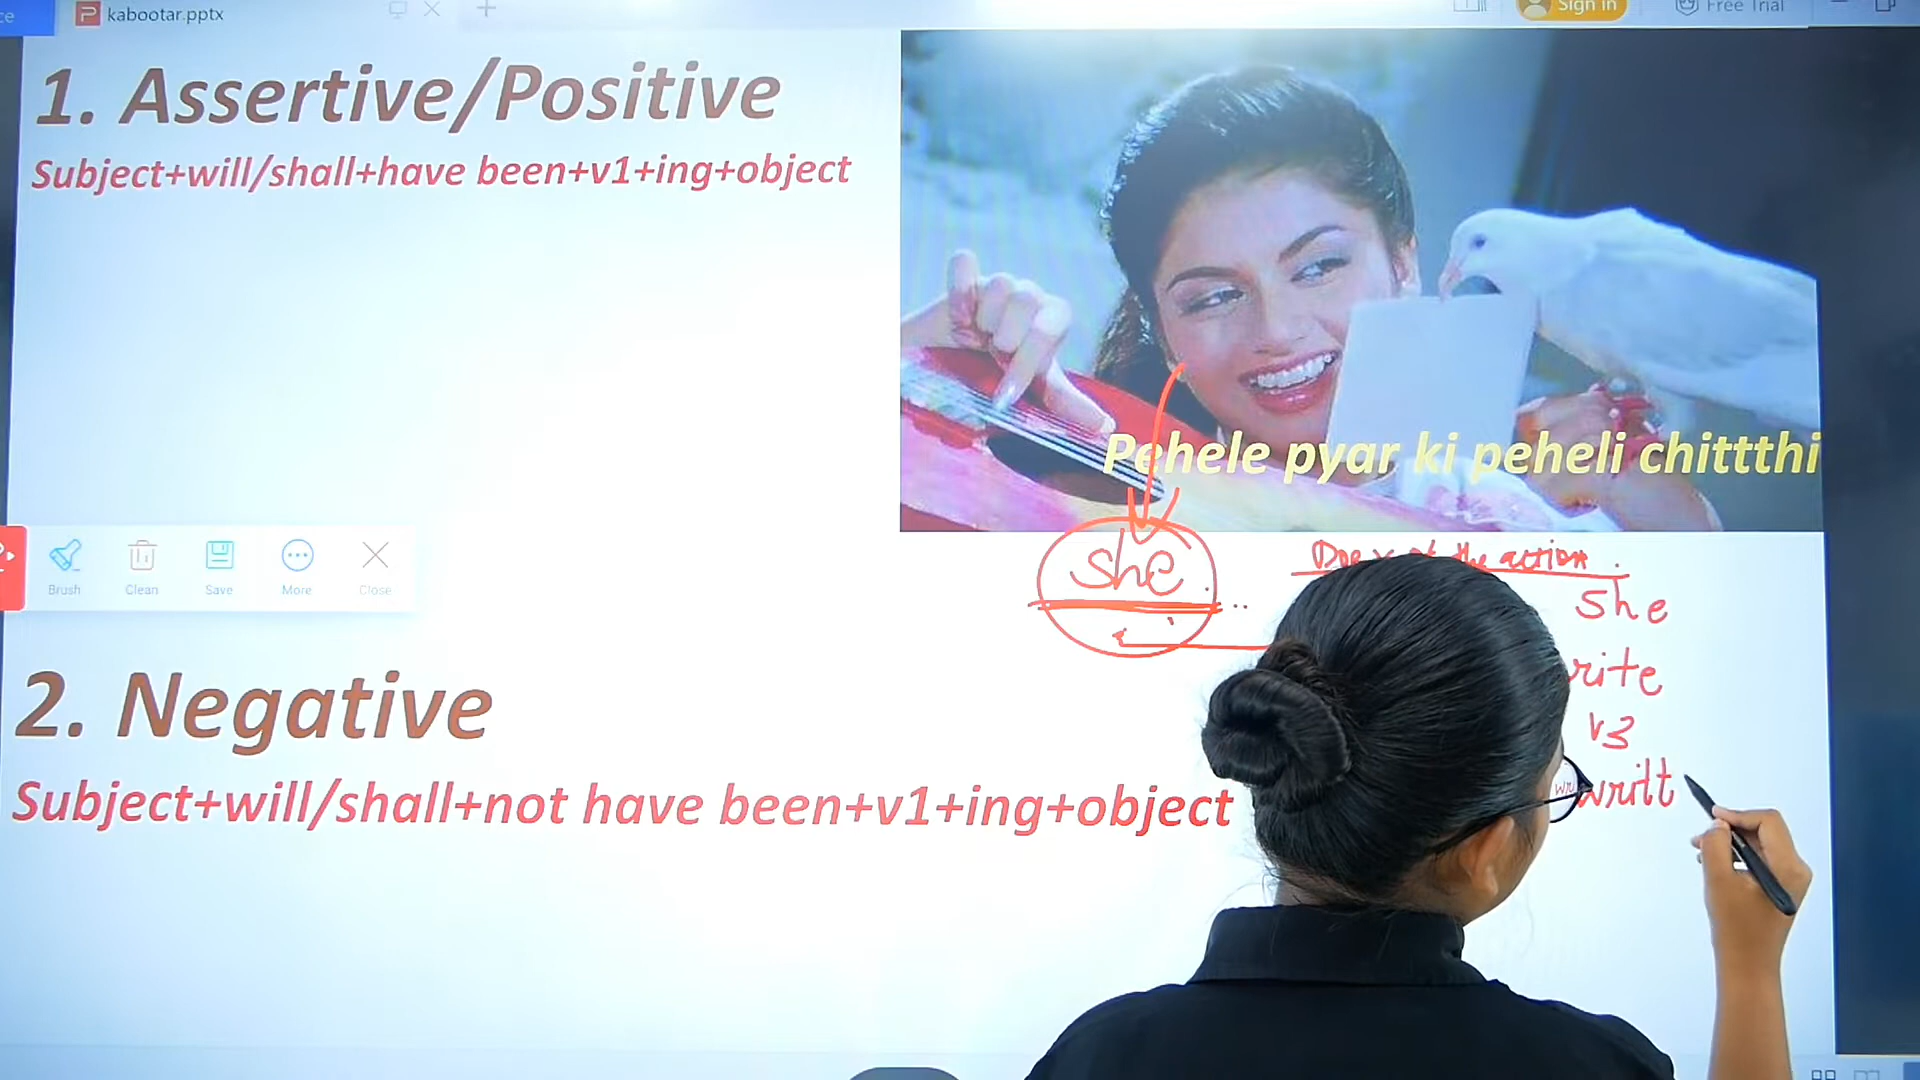 kabootar.pptx
Sign in
Free Trial
1. Assertive/Positive
Subject+will/shall+have been+v1+ing+object
Pehele pyar ki peheli chittthi
she
the action.
She
rite
v3
writt
Brush
Clean
Save
More
Close
2. Negative
Subject+will/shall+not have been+v1+ing+object